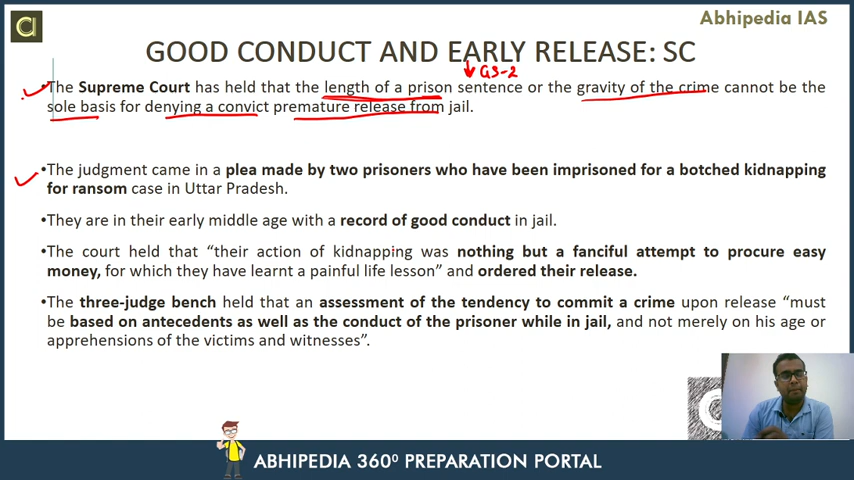 Abhipedia IAS
GOOD CONDUCT AND EARLY RELEASE: SC
GS-2
•The Supreme Court has held that the length of a prison sentence or the gravity of the crime cannot be the
sole basis for denying a convict premature release from jail.
•The judgment came in a plea made by two prisoners who have been imprisoned for a botched kidnapping
for ransom case in Uttar Pradesh.
•They are in their early middle age with a record of good conduct in jail.
•The court held that “their action of kidnapping was nothing but a fanciful attempt to procure easy
money, for which they have learnt a painful life lesson” and ordered their release.
•The three-judge bench held that an assessment of the tendency to commit a crime upon release “must
be based on antecedents as well as the conduct of the prisoner while in jail, and not merely on his age or
apprehensions of the victims and witnesses”.
ABHIPEDIA 360⁰ PREPARATION PORTAL